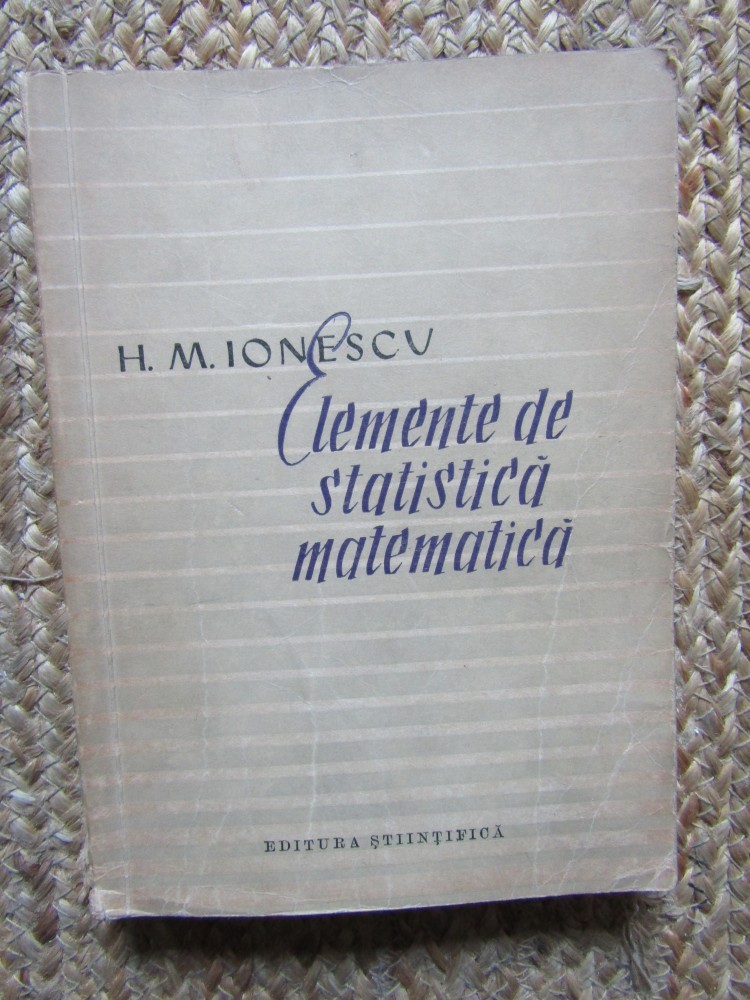 H. M. IONESCU
Elemente de
statistică
matematică
EDITURA ȘTIINȚIFICĂ